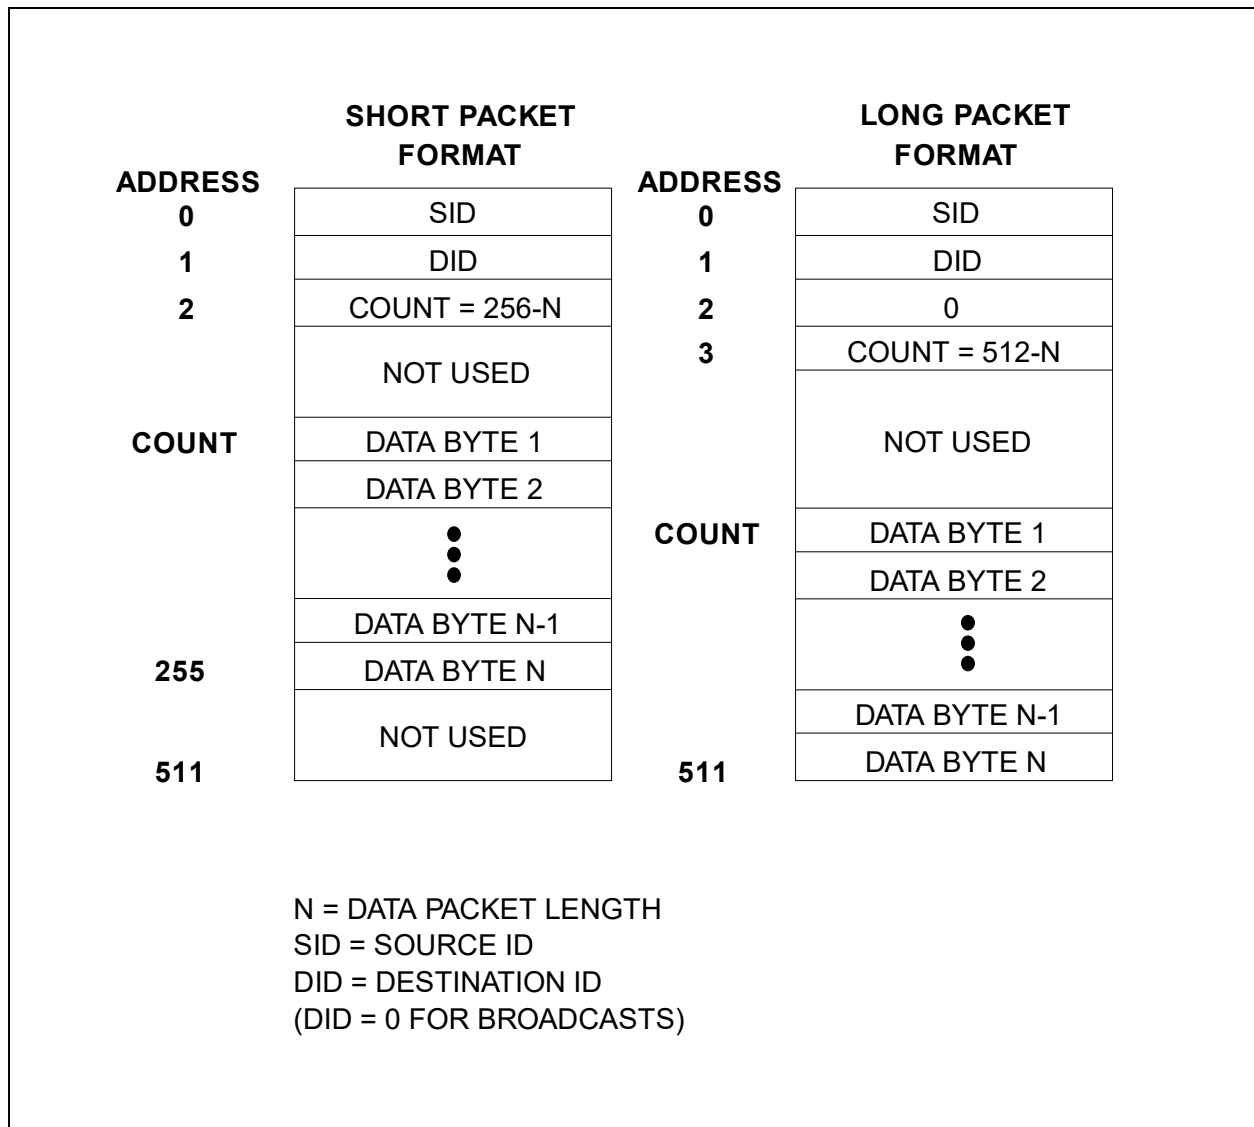 SHORT PACKET
FORMAT
ADDRESS
0 SID
1 DID
2 COUNT = 256-N
NOT USED
COUNT DATA BYTE 1
DATA BYTE 2
DATA BYTE N-1
255 DATA BYTE N
NOT USED
511
LONG PACKET
FORMAT
ADDRESS
0 SID
1 DID
2 0
3 COUNT = 512-N
NOT USED
COUNT DATA BYTE 1
DATA BYTE 2
DATA BYTE N-1
511 DATA BYTE N
N = DATA PACKET LENGTH
SID = SOURCE ID
DID = DESTINATION ID
(DID = 0 FOR BROADCASTS)